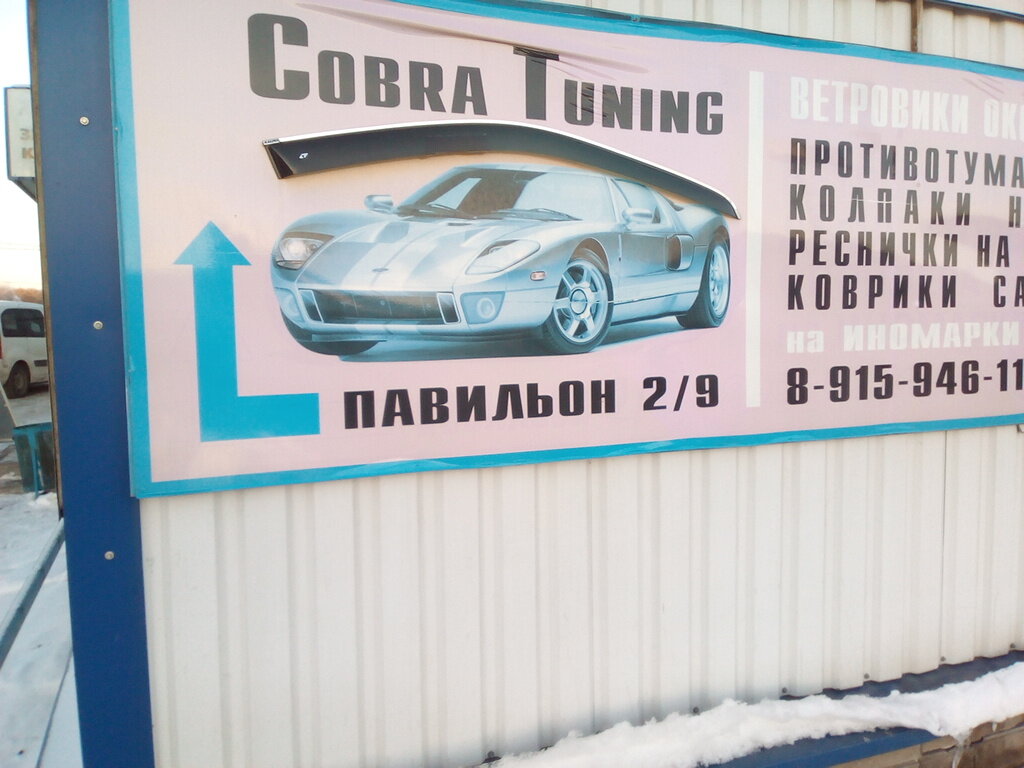 COBRA TUNING
ПАВИЛЬОН 2/9
ВЕТРОВИКИ
ПРОТИВОТУМА
КОЛПАКИ Н
РЕСНИЧКИ НА
КОВРИКИ СА
на ИНОМАРКИ
8-915-946-11